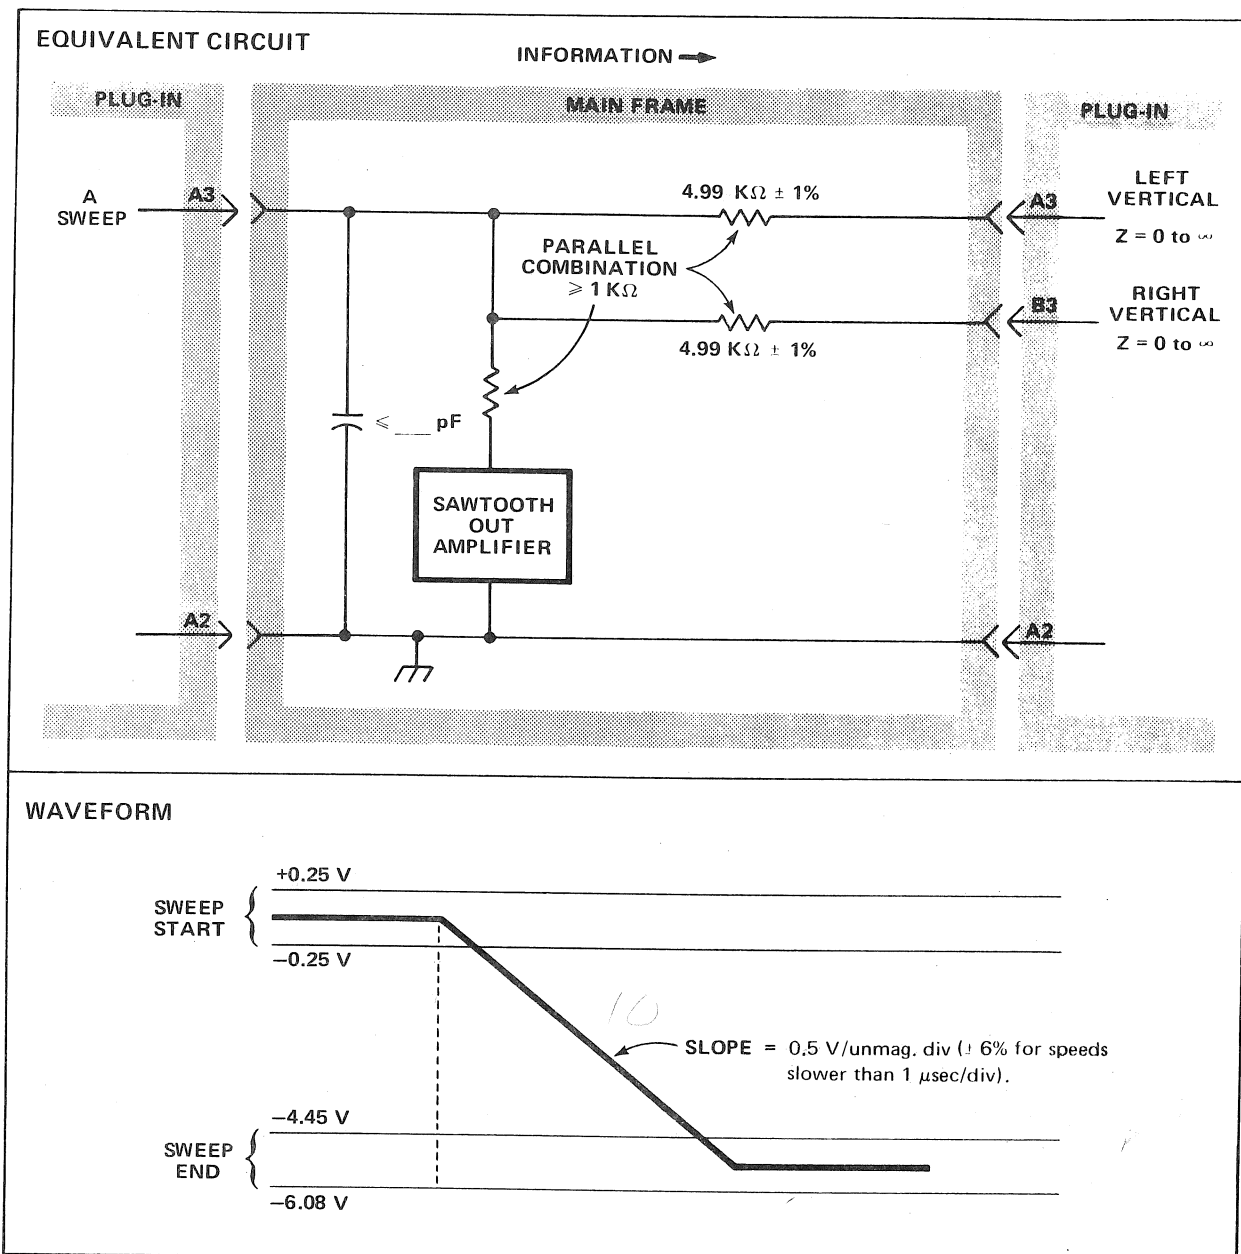 EQUIVALENT CIRCUIT
INFORMATION
PLUG-IN
MAIN FRAME
PLUG-IN
A
SWEEP
A3
4.99 KΩ ± 1%
A3
LEFT
VERTICAL
Z = 0 to ∞
PARALLEL
COMBINATION
⩾ 1 KΩ
B3
RIGHT
VERTICAL
Z = 0 to ∞
4.99 KΩ ± 1%
⩽ ___ pF
SAWTOOTH
OUT
AMPLIFIER
A2
A2
WAVEFORM
+0.25 V
SWEEP
START
−0.25 V
10
SLOPE = 0.5 V/unmag. div (± 6% for speeds
slower than 1 μsec/div).
−4.45 V
SWEEP
END
−6.08 V